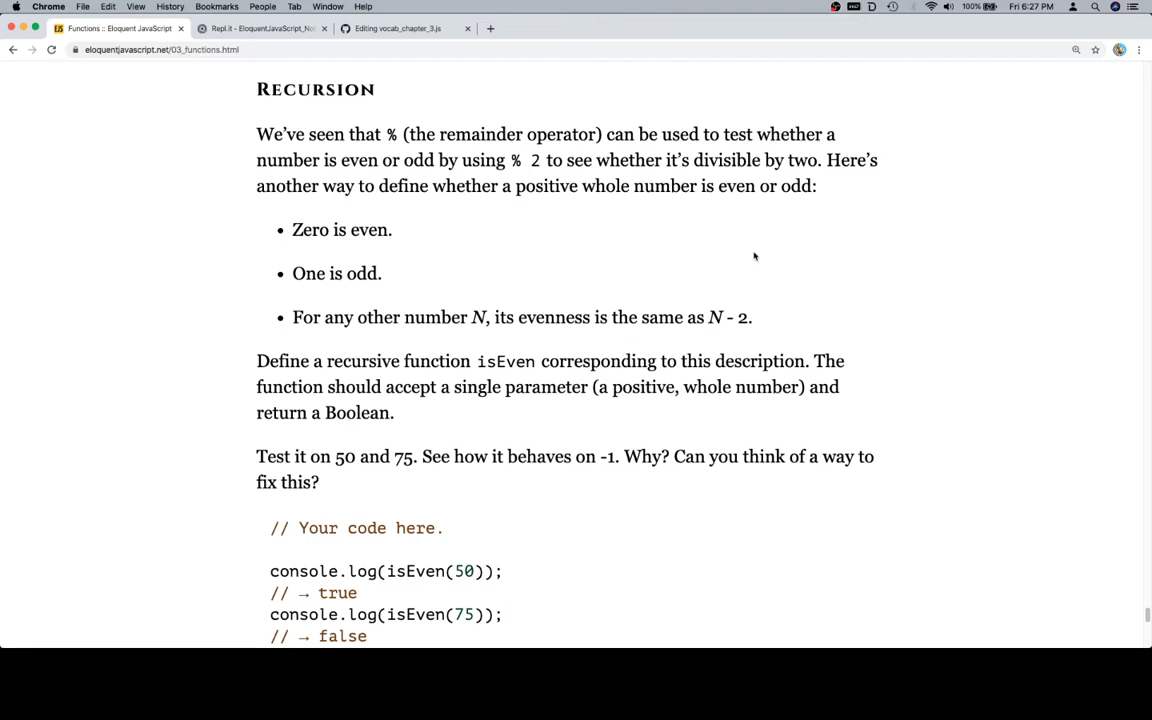 Chrome File Edit View History Bookmarks People Tab Window Help 100% Fri 6:27 PM
Functions :: Eloquent JavaScript Repl.it - EloquentJavaScript_No Editing vocab_chapter_3.js
eloquentjavascript.net/03_functions.html
RECURSION
We’ve seen that % (the remainder operator) can be used to test whether a
number is even or odd by using % 2 to see whether it’s divisible by two. Here’s
another way to define whether a positive whole number is even or odd:
• Zero is even.
• One is odd.
• For any other number N, its evenness is the same as N - 2.
Define a recursive function isEven corresponding to this description. The
function should accept a single parameter (a positive, whole number) and
return a Boolean.
Test it on 50 and 75. See how it behaves on -1. Why? Can you think of a way to
fix this?
// Your code here.
console.log(isEven(50));
// → true
console.log(isEven(75));
// → false